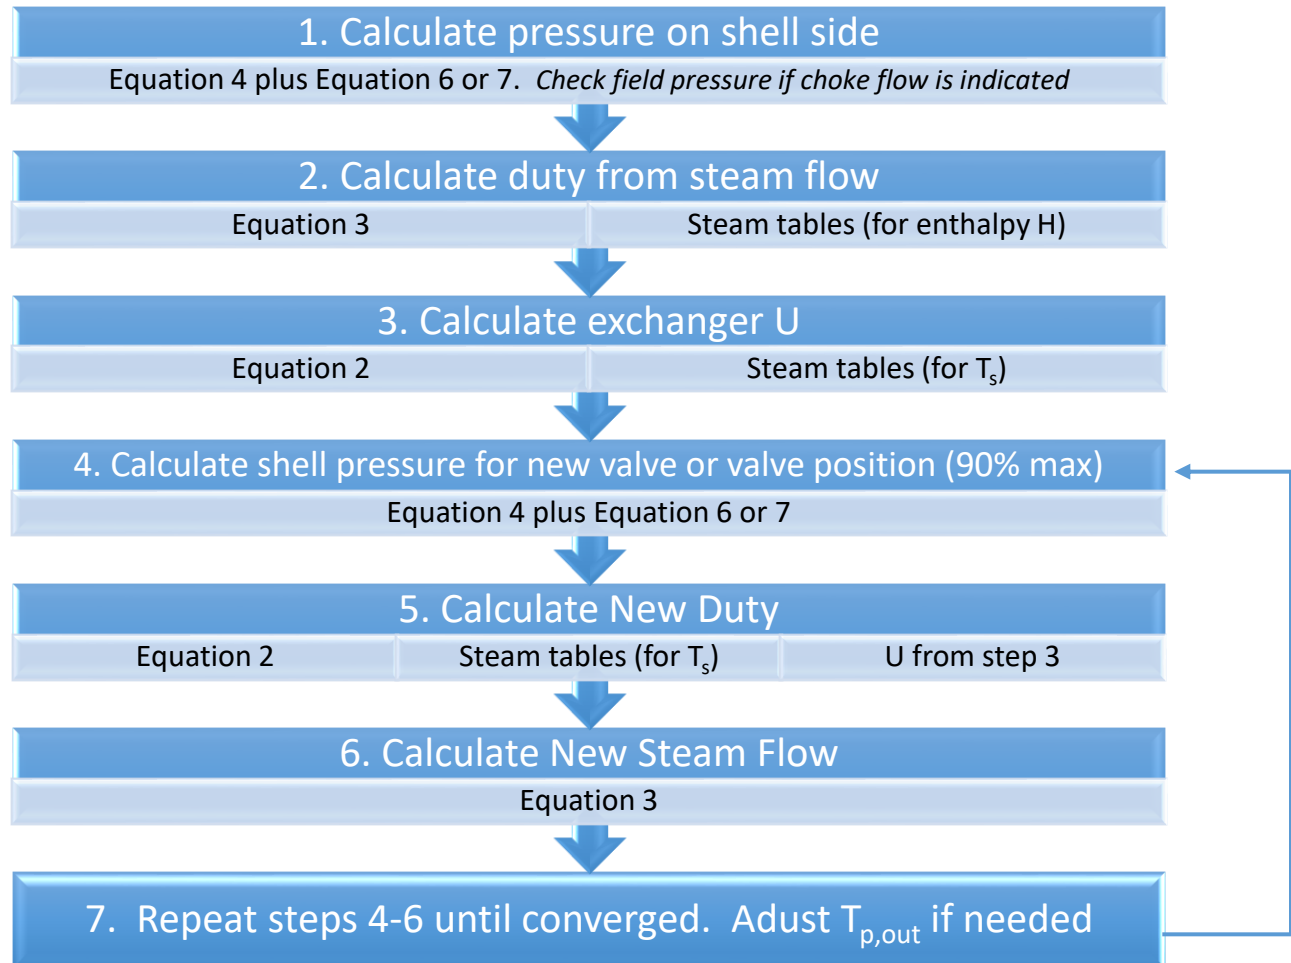 1. Calculate pressure on shell side
Equation 4 plus Equation 6 or 7.  Check field pressure if choke flow is indicated
2. Calculate duty from steam flow
Equation 3
Steam tables (for enthalpy H)
3. Calculate exchanger U
Equation 2
Steam tables (for Ts)
4. Calculate shell pressure for new valve or valve position (90% max)
Equation 4 plus Equation 6 or 7
5. Calculate New Duty
Equation 2
Steam tables (for Ts)
U from step 3
6. Calculate New Steam Flow
Equation 3
7.  Repeat steps 4-6 until converged.  Adust Tp,out if needed